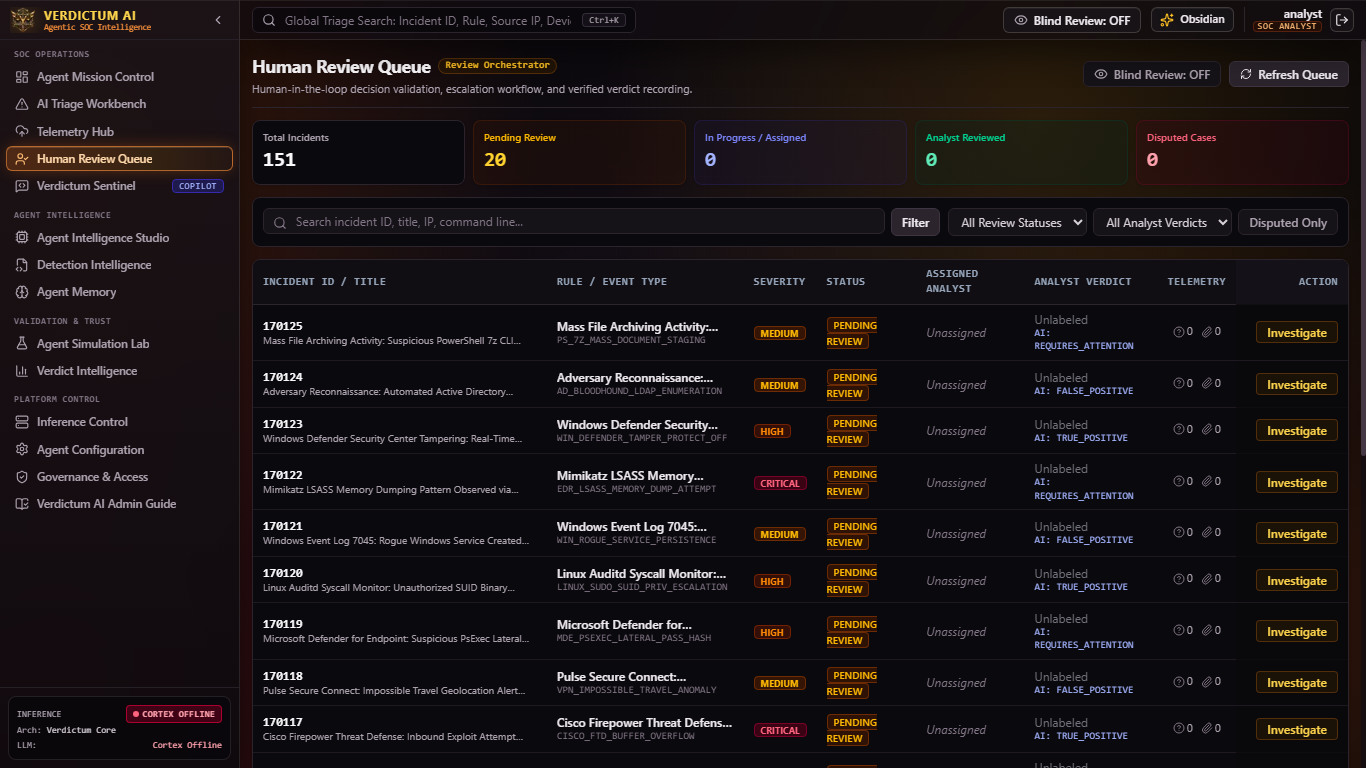 VERDICTUM AI
Agentic SOC Intelligence
Global Triage Search: Incident ID, Rule, Source IP, Devi
Ctrl+K
Blind Review: OFF
Obsidian
analyst
SOC ANALYST
SOC OPERATIONS
Agent Mission Control
AI Triage Workbench
Telemetry Hub
Human Review Queue
Verdictum Sentinel
COPILOT
AGENT INTELLIGENCE
Agent Intelligence Studio
Detection Intelligence
Agent Memory
VALIDATION & TRUST
Agent Simulation Lab
Verdict Intelligence
PLATFORM CONTROL
Inference Control
Agent Configuration
Governance & Access
Verdictum AI Admin Guide
INFERENCE
CORTEX OFFLINE
Arch: Verdictum Core
LLM: Cortex Offline
Human Review Queue
Review Orchestrator
Human-in-the-loop decision validation, escalation workflow, and verified verdict recording.
Blind Review: OFF
Refresh Queue
Total Incidents
151
Pending Review
20
In Progress / Assigned
0
Analyst Reviewed
0
Disputed Cases
0
Search incident ID, title, IP, command line...
Filter
All Review Statuses
All Analyst Verdicts
Disputed Only
INCIDENT ID / TITLE
RULE / EVENT TYPE
SEVERITY
STATUS
ASSIGNED
ANALYST
ANALYST VERDICT
TELEMETRY
ACTION
170125
Mass File Archiving Activity: Suspicious PowerShell 7z CLI...
Mass File Archiving Activity:...
PS_7Z_MASS_DOCUMENT_STAGING
MEDIUM
PENDING
REVIEW
Unassigned
Unlabeled
AI:
REQUIRES_ATTENTION
0 0
Investigate
170124
Adversary Reconnaissance: Automated Active Directory...
Adversary Reconnaissance:...
AD_BLOODHOUND_LDAP_ENUMERATION
MEDIUM
PENDING
REVIEW
Unassigned
Unlabeled
AI: FALSE_POSITIVE
0 0
Investigate
170123
Windows Defender Security Center Tampering: Real-Time...
Windows Defender Security...
WIN_DEFENDER_TAMPER_PROTECT_OFF
HIGH
PENDING
REVIEW
Unassigned
Unlabeled
AI: TRUE_POSITIVE
0 0
Investigate
170122
Mimikatz LSASS Memory Dumping Pattern Observed via...
Mimikatz LSASS Memory...
EDR_LSASS_MEMORY_DUMP_ATTEMPT
CRITICAL
PENDING
REVIEW
Unassigned
Unlabeled
AI:
REQUIRES_ATTENTION
0 0
Investigate
170121
Windows Event Log 7045: Rogue Windows Service Created...
Windows Event Log 7045:...
WIN_ROGUE_SERVICE_PERSISTENCE
MEDIUM
PENDING
REVIEW
Unassigned
Unlabeled
AI: FALSE_POSITIVE
0 0
Investigate
170120
Linux Auditd Syscall Monitor: Unauthorized SUID Binary...
Linux Auditd Syscall Monitor:...
LINUX_SUDO_SUID_PRIV_ESCALATION
HIGH
PENDING
REVIEW
Unassigned
Unlabeled
AI: TRUE_POSITIVE
0 0
Investigate
170119
Microsoft Defender for Endpoint: Suspicious PsExec Lateral...
Microsoft Defender for...
MDE_PSEXEC_LATERAL_PASS_HASH
HIGH
PENDING
REVIEW
Unassigned
Unlabeled
AI:
REQUIRES_ATTENTION
0 0
Investigate
170118
Pulse Secure Connect: Impossible Travel Geolocation Alert...
Pulse Secure Connect:...
VPN_IMPOSSIBLE_TRAVEL_ANOMALY
MEDIUM
PENDING
REVIEW
Unassigned
Unlabeled
AI: FALSE_POSITIVE
0 0
Investigate
170117
Cisco Firepower Threat Defense: Inbound Exploit Attempt...
Cisco Firepower Threat Defens...
CISCO_FTD_BUFFER_OVERFLOW
CRITICAL
PENDING
REVIEW
Unassigned
Unlabeled
AI: TRUE_POSITIVE
0 0
Investigate